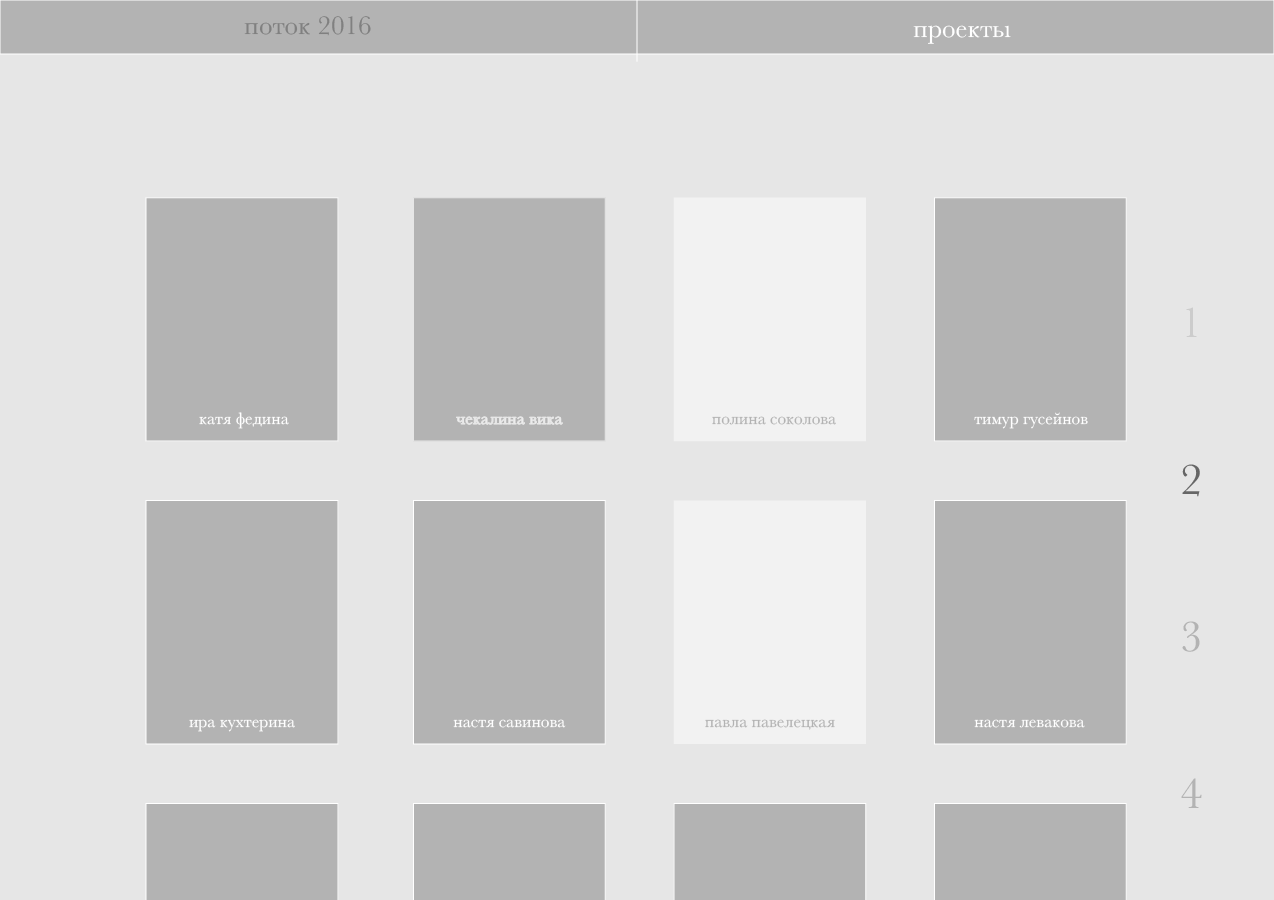 поток 2016
проекты
катя федина
чекалина вика
полина соколова
тимур гусейнов
1
2
ира кухтерина
настя савинова
павла павелецкая
настя левакова
3
4